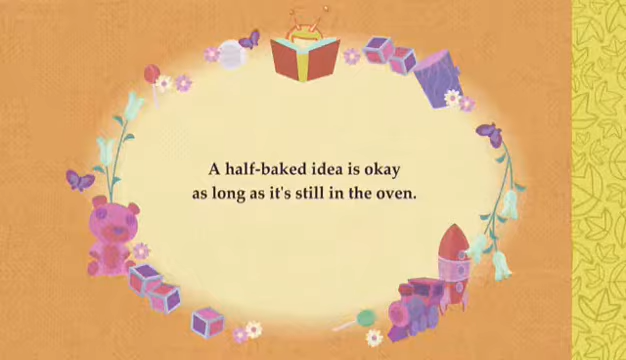 A half-baked idea is okay
as long as it's still in the oven.